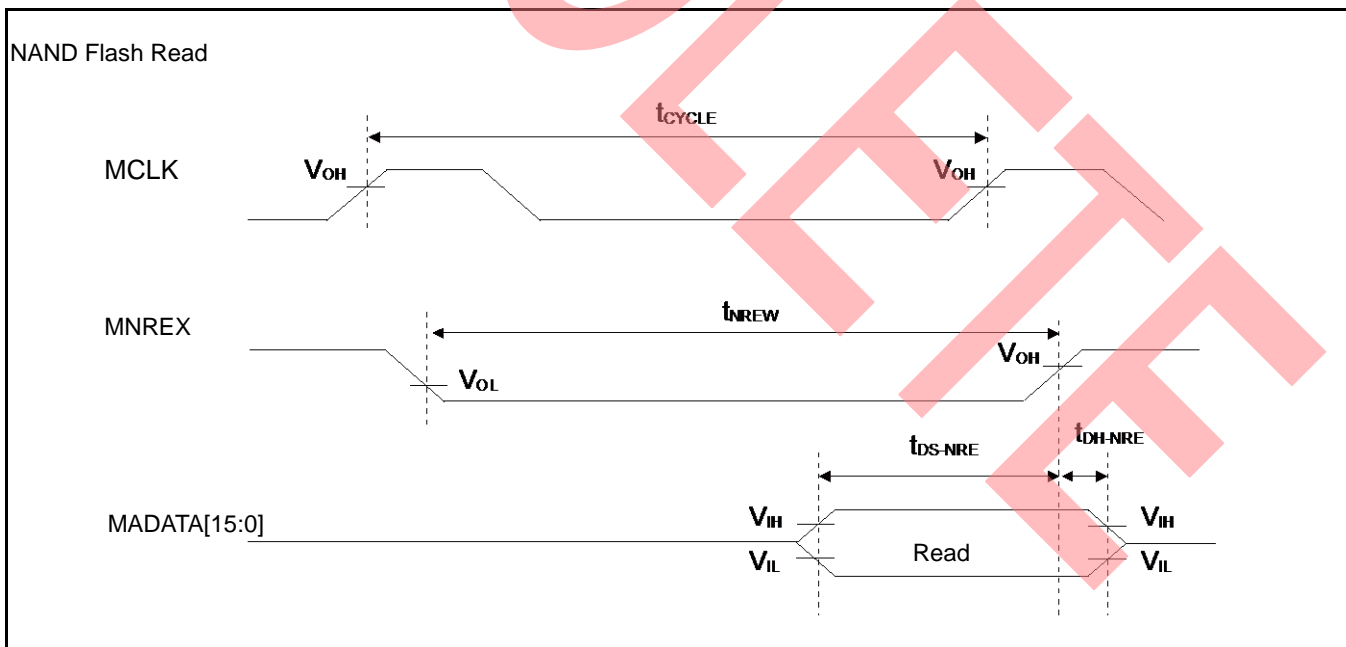 NAND Flash Read
tCYCLE
MCLK
VOH
VOH
tNREW
MNREX
VOH
VOL
tDS-NRE
tDH-NRE
MADATA[15:0]
VIH
VIH
Read
VIL
VIL